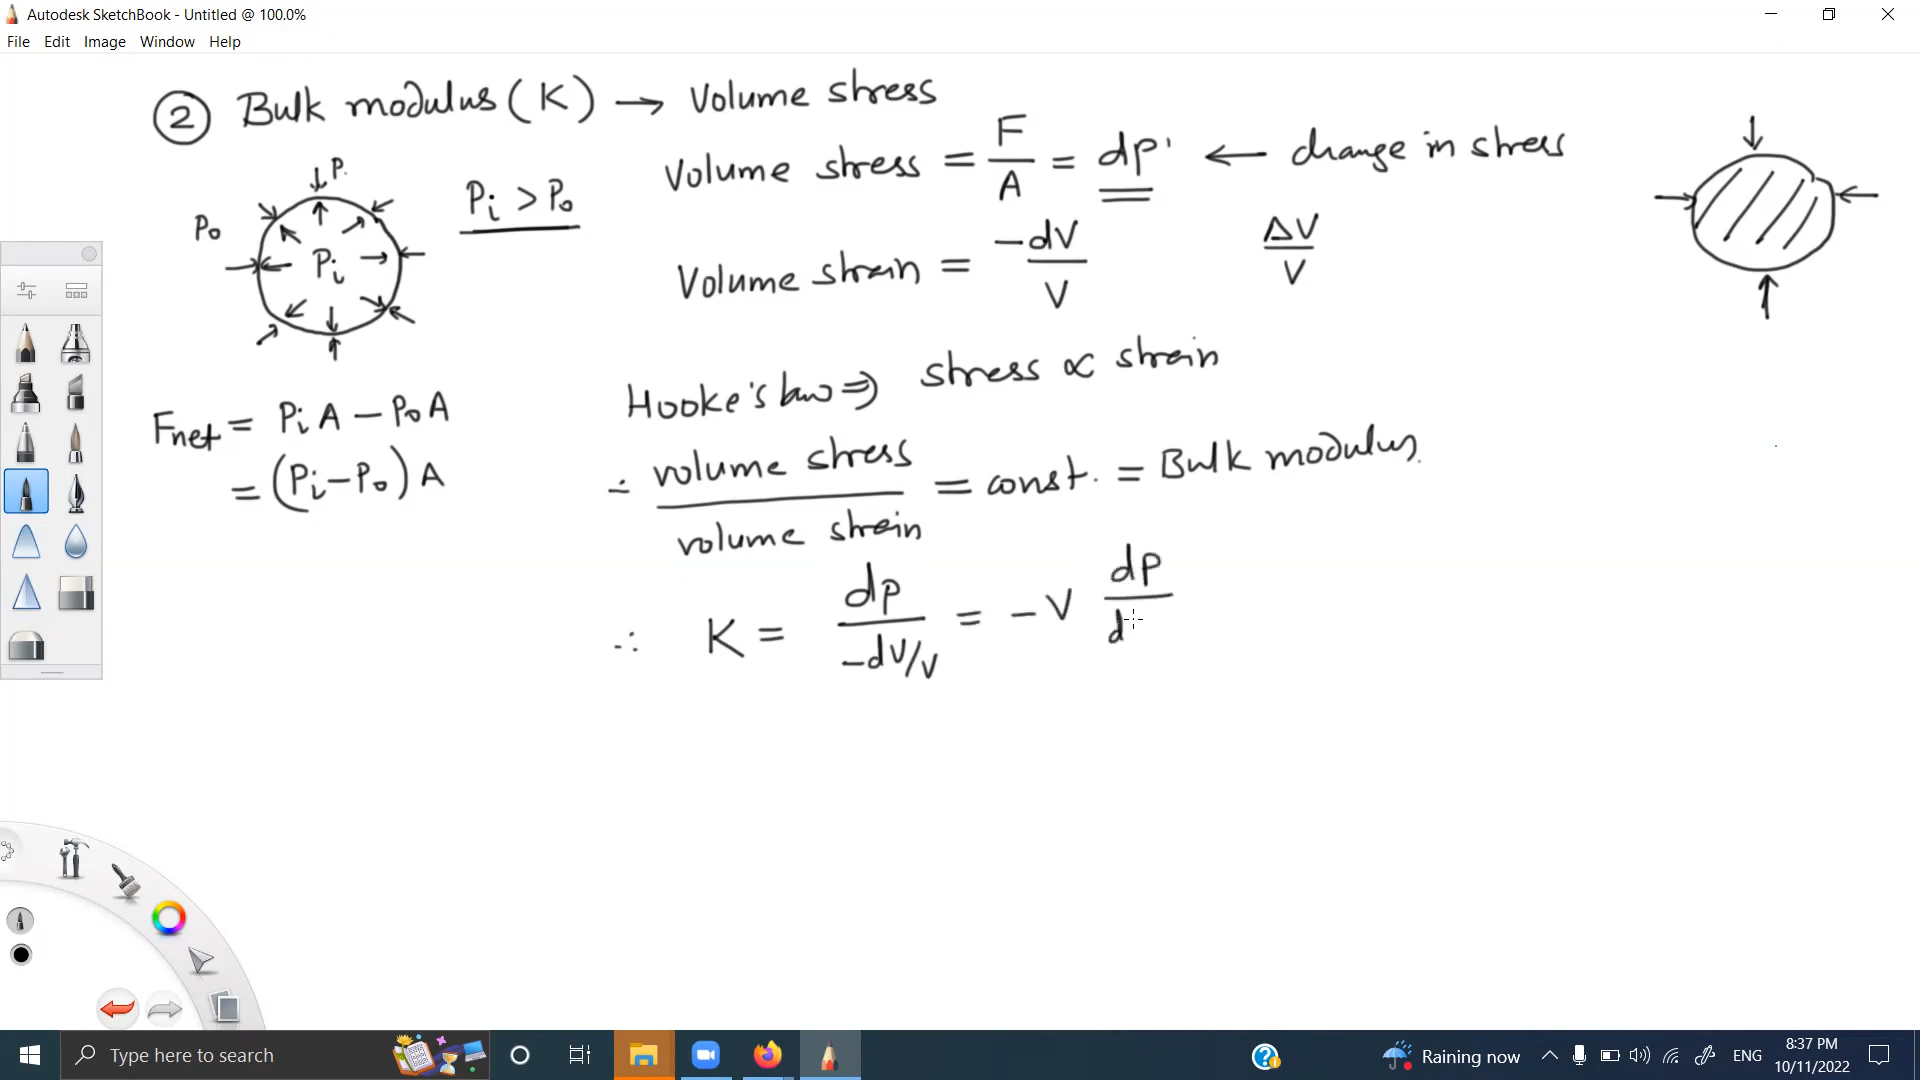 Autodesk SketchBook - Untitled @ 100.0%
File Edit Image Window Help
② Bulk modulus (K) → Volume stress
Volume stress = F/A = dp ← change in stress
P
Po
Pi
Pi > Po
Volume strain = -dV/V
ΔV/V
Hooke's law ⇒ stress ∝ strain
Fnet = PiA - PoA
= (Pi-Po) A
∴ volume stress / volume strain = const. = Bulk modulus.
∴ K = dp / -dV/V = -V dp / d
Type here to search
Raining now
ENG
8:37 PM
10/11/2022